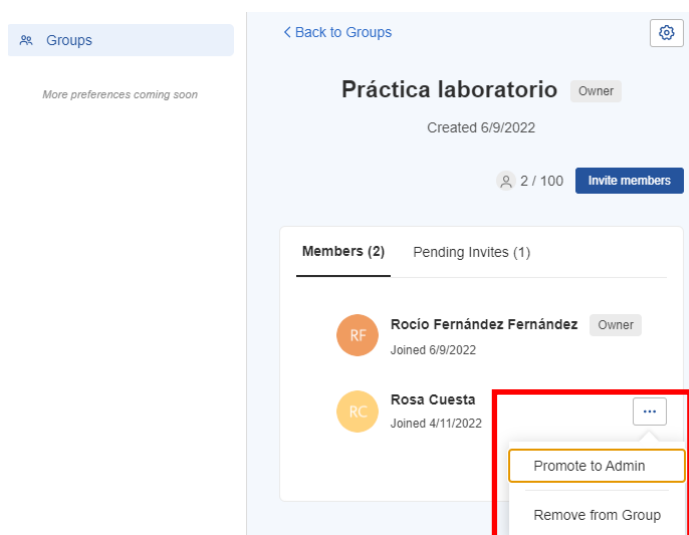 Groups
More preferences coming soon
Back to Groups
Práctica laboratorio Owner
Created 6/9/2022
2 / 100 Invite members
Members (2) Pending Invites (1)
RF Rocío Fernández Fernández Owner
Joined 6/9/2022
RC Rosa Cuesta
Joined 4/11/2022
...
Promote to Admin
Remove from Group